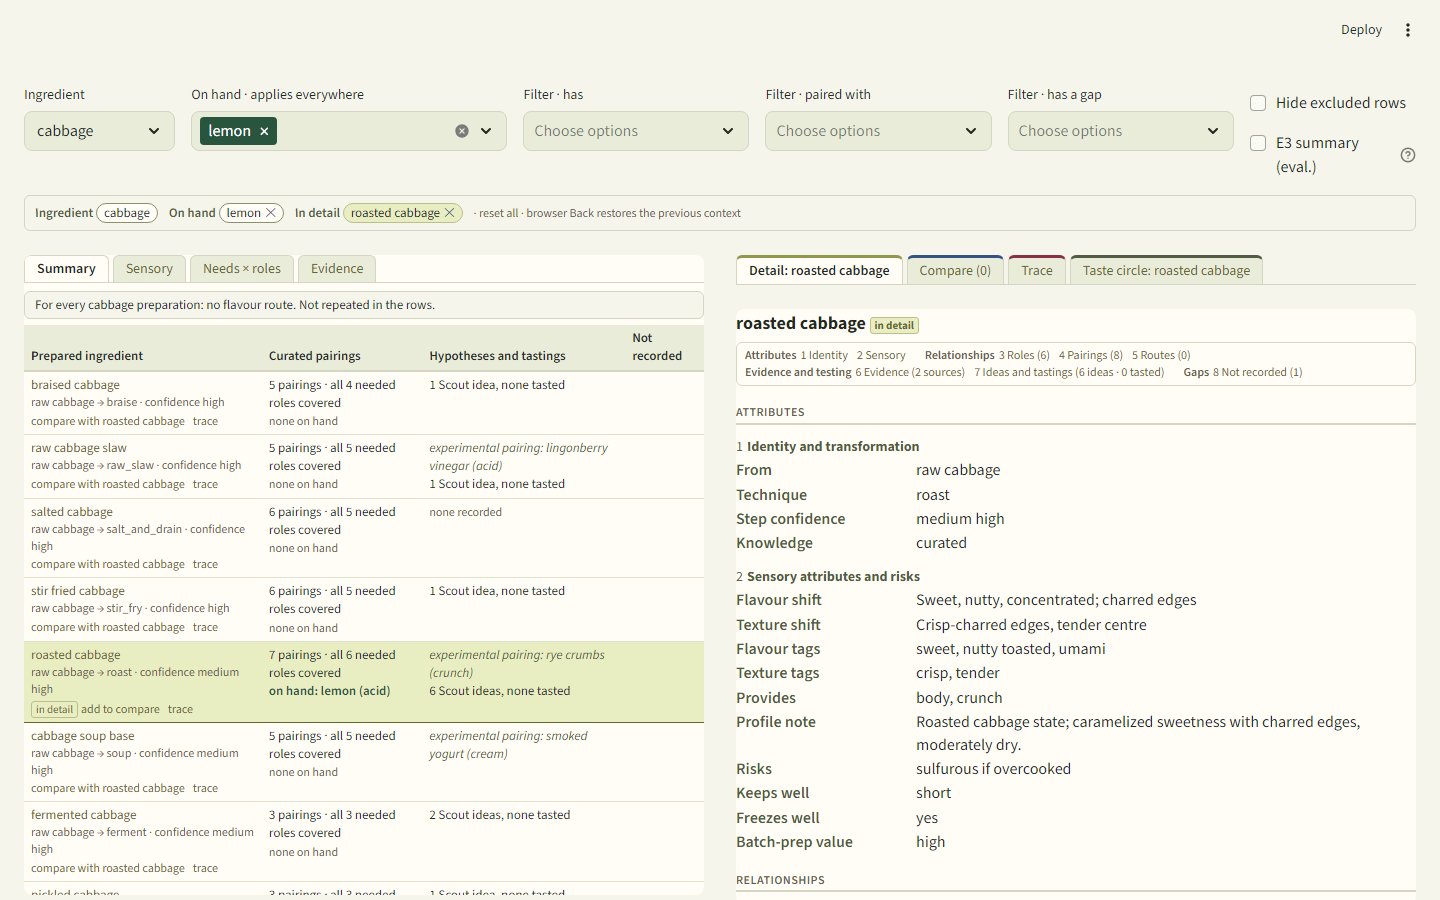 Deploy
Ingredient
On hand · applies everywhere
Filter · has
Filter · paired with
Filter · has a gap
cabbage
lemon
Choose options
Choose options
Choose options
Hide excluded rows
E3 summary
(eval.)
Ingredient cabbage On hand lemon In detail roasted cabbage · reset all · browser Back restores the previous context
Summary
Sensory
Needs × roles
Evidence
For every cabbage preparation: no flavour route. Not repeated in the rows.
Prepared ingredient
Curated pairings
Hypotheses and tastings
Not
recorded
braised cabbage
raw cabbage → braise · confidence high
compare with roasted cabbage trace
5 pairings · all 4 needed
roles covered
none on hand
1 Scout idea, none tasted
raw cabbage slaw
raw cabbage → raw_slaw · confidence high
compare with roasted cabbage trace
5 pairings · all 5 needed
roles covered
none on hand
experimental pairing: lingonberry
vinegar (acid)
1 Scout idea, none tasted
salted cabbage
raw cabbage → salt_and_drain · confidence
high
compare with roasted cabbage trace
6 pairings · all 5 needed
roles covered
none on hand
none recorded
stir fried cabbage
raw cabbage → stir_fry · confidence high
compare with roasted cabbage trace
6 pairings · all 5 needed
roles covered
none on hand
1 Scout idea, none tasted
roasted cabbage
raw cabbage → roast · confidence medium
high
in detail add to compare trace
7 pairings · all 6 needed
roles covered
on hand: lemon (acid)
experimental pairing: rye crumbs
(crunch)
6 Scout ideas, none tasted
cabbage soup base
raw cabbage → soup · confidence medium
high
compare with roasted cabbage trace
5 pairings · all 5 needed
roles covered
none on hand
experimental pairing: smoked
yogurt (cream)
fermented cabbage
raw cabbage → ferment · confidence medium
high
compare with roasted cabbage trace
3 pairings · all 3 needed
roles covered
none on hand
2 Scout ideas, none tasted
pickled cabbage
3 pairings · all 3 needed
1 Scout idea, none tasted
Detail: roasted cabbage
Compare (0)
Trace
Taste circle: roasted cabbage
roasted cabbage in detail
Attributes 1 Identity 2 Sensory Relationships 3 Roles (6) 4 Pairings (8) 5 Routes (0)
Evidence and testing 6 Evidence (2 sources) 7 Ideas and tastings (6 ideas · 0 tasted) Gaps 8 Not recorded (1)
ATTRIBUTES
1 Identity and transformation
From raw cabbage
Technique roast
Step confidence medium high
Knowledge curated
2 Sensory attributes and risks
Flavour shift Sweet, nutty, concentrated; charred edges
Texture shift Crisp-charred edges, tender centre
Flavour tags sweet, nutty toasted, umami
Texture tags crisp, tender
Provides body, crunch
Profile note Roasted cabbage state; caramelized sweetness with charred edges,
moderately dry.
Risks sulfurous if overcooked
Keeps well short
Freezes well yes
Batch-prep value high
RELATIONSHIPS